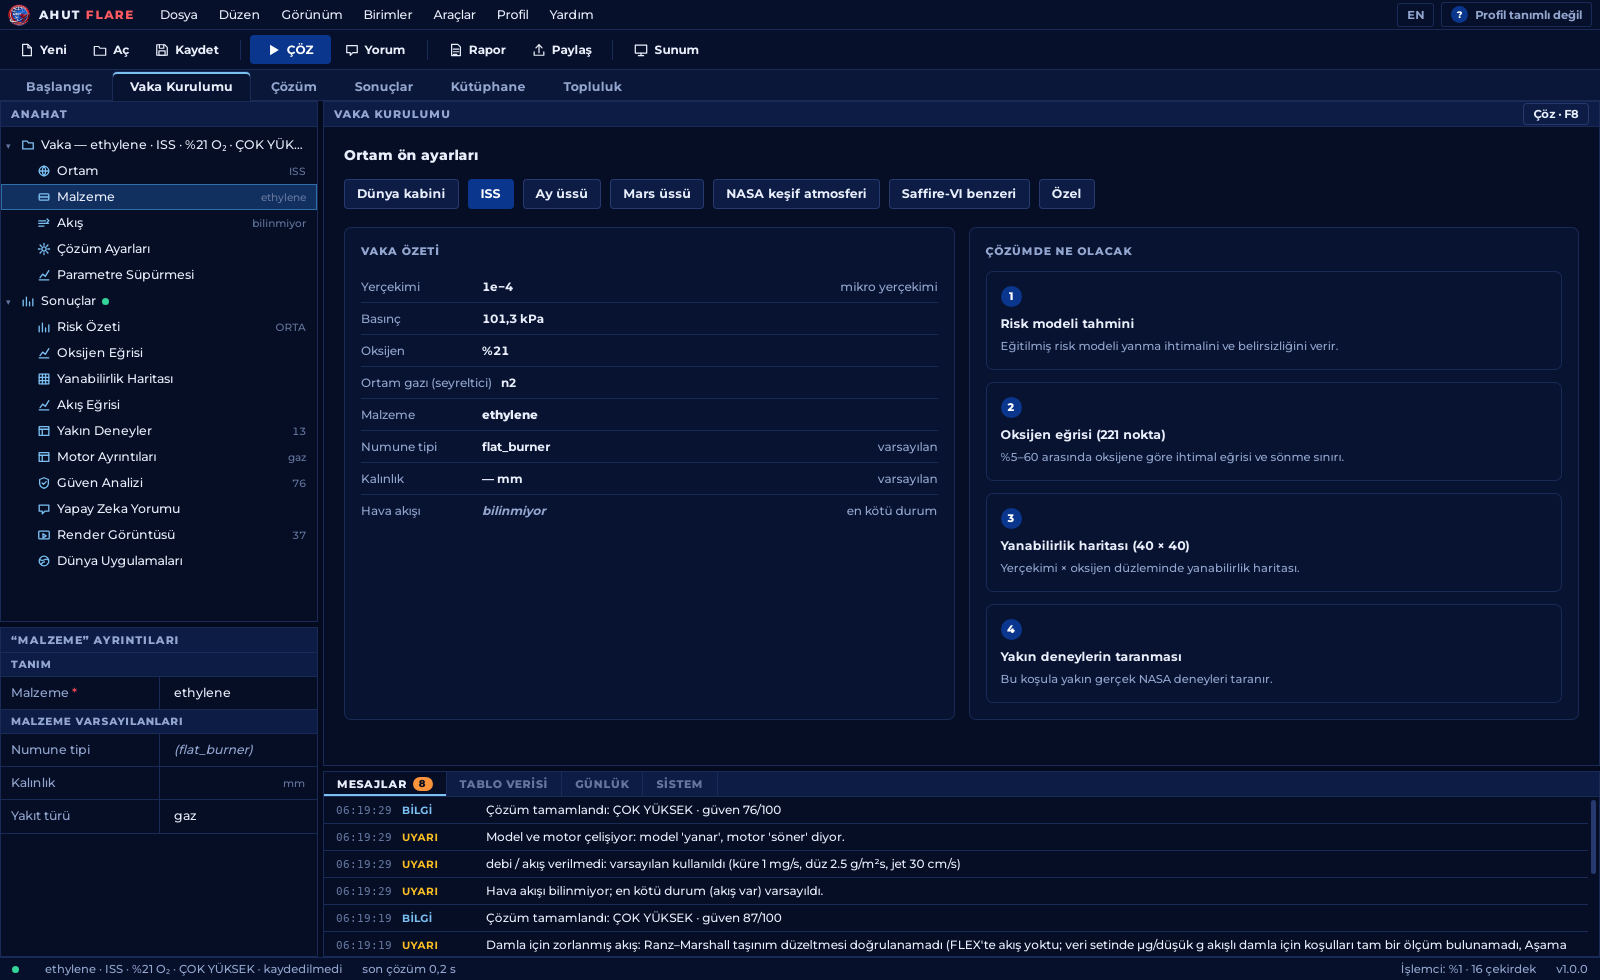 AHUT FLARE Dosya Düzen Görünüm Birimler Araçlar Profil Yardım EN ? Profil tanımlı değil
Yeni Aç Kaydet ÇÖZ Yorum Rapor Paylaş Sunum
Başlangıç Vaka Kurulumu Çözüm Sonuçlar Kütüphane Topluluk
ANAHAT
Vaka — ethylene · ISS · %21 O₂ · ÇOK YÜK...
Ortam ISS
Malzeme ethylene
Akış bilinmiyor
Çözüm Ayarları
Parametre Süpürmesi
Sonuçlar
Risk Özeti ORTA
Oksijen Eğrisi
Yanabilirlik Haritası
Akış Eğrisi
Yakın Deneyler 13
Motor Ayrıntıları gaz
Güven Analizi 76
Yapay Zeka Yorumu
Render Görüntüsü 37
Dünya Uygulamaları
“MALZEME” AYRINTILARI
TANIM
Malzeme * ethylene
MALZEME VARSAYILANLARI
Numune tipi (flat_burner)
Kalınlık mm
Yakıt türü gaz
VAKA KURULUMU Çöz · F8
Ortam ön ayarları
Dünya kabini ISS Ay üssü Mars üssü NASA keşif atmosferi Saffire-VI benzeri Özel
VAKA ÖZETİ
Yerçekimi 1e−4 mikro yerçekimi
Basınç 101,3 kPa
Oksijen %21
Ortam gazı (seyreltici) n2
Malzeme ethylene
Numune tipi flat_burner varsayılan
Kalınlık — mm varsayılan
Hava akışı bilinmiyor en kötü durum
ÇÖZÜMDE NE OLACAK
1
Risk modeli tahmini
Eğitilmiş risk modeli yanma ihtimalini ve belirsizliğini verir.
2
Oksijen eğrisi (221 nokta)
%5–60 arasında oksijene göre ihtimal eğrisi ve sönme sınırı.
3
Yanabilirlik haritası (40 × 40)
Yerçekimi × oksijen düzleminde yanabilirlik haritası.
4
Yakın deneylerin taranması
Bu koşula yakın gerçek NASA deneyleri taranır.
MESAJLAR 8 TABLO VERİSİ GÜNLÜK SİSTEM
06:19:29 BİLGİ Çözüm tamamlandı: ÇOK YÜKSEK · güven 76/100
06:19:29 UYARI Model ve motor çelişiyor: model 'yanar', motor 'söner' diyor.
06:19:29 UYARI debi / akış verilmedi: varsayılan kullanıldı (küre 1 mg/s, düz 2.5 g/m²s, jet 30 cm/s)
06:19:29 UYARI Hava akışı bilinmiyor; en kötü durum (akış var) varsayıldı.
06:19:19 BİLGİ Çözüm tamamlandı: ÇOK YÜKSEK · güven 87/100
06:19:19 UYARI Damla için zorlanmış akış: Ranz–Marshall taşınım düzeltmesi doğrulanamadı (FLEX'te akış yoktu; veri setinde µg/düşük g akışlı damla için koşulları tam bir ölçüm bulunamadı, Aşama
ethylene · ISS · %21 O₂ · ÇOK YÜKSEK · kaydedilmedi son çözüm 0,2 s İşlemci: %1 · 16 çekirdek v1.0.0